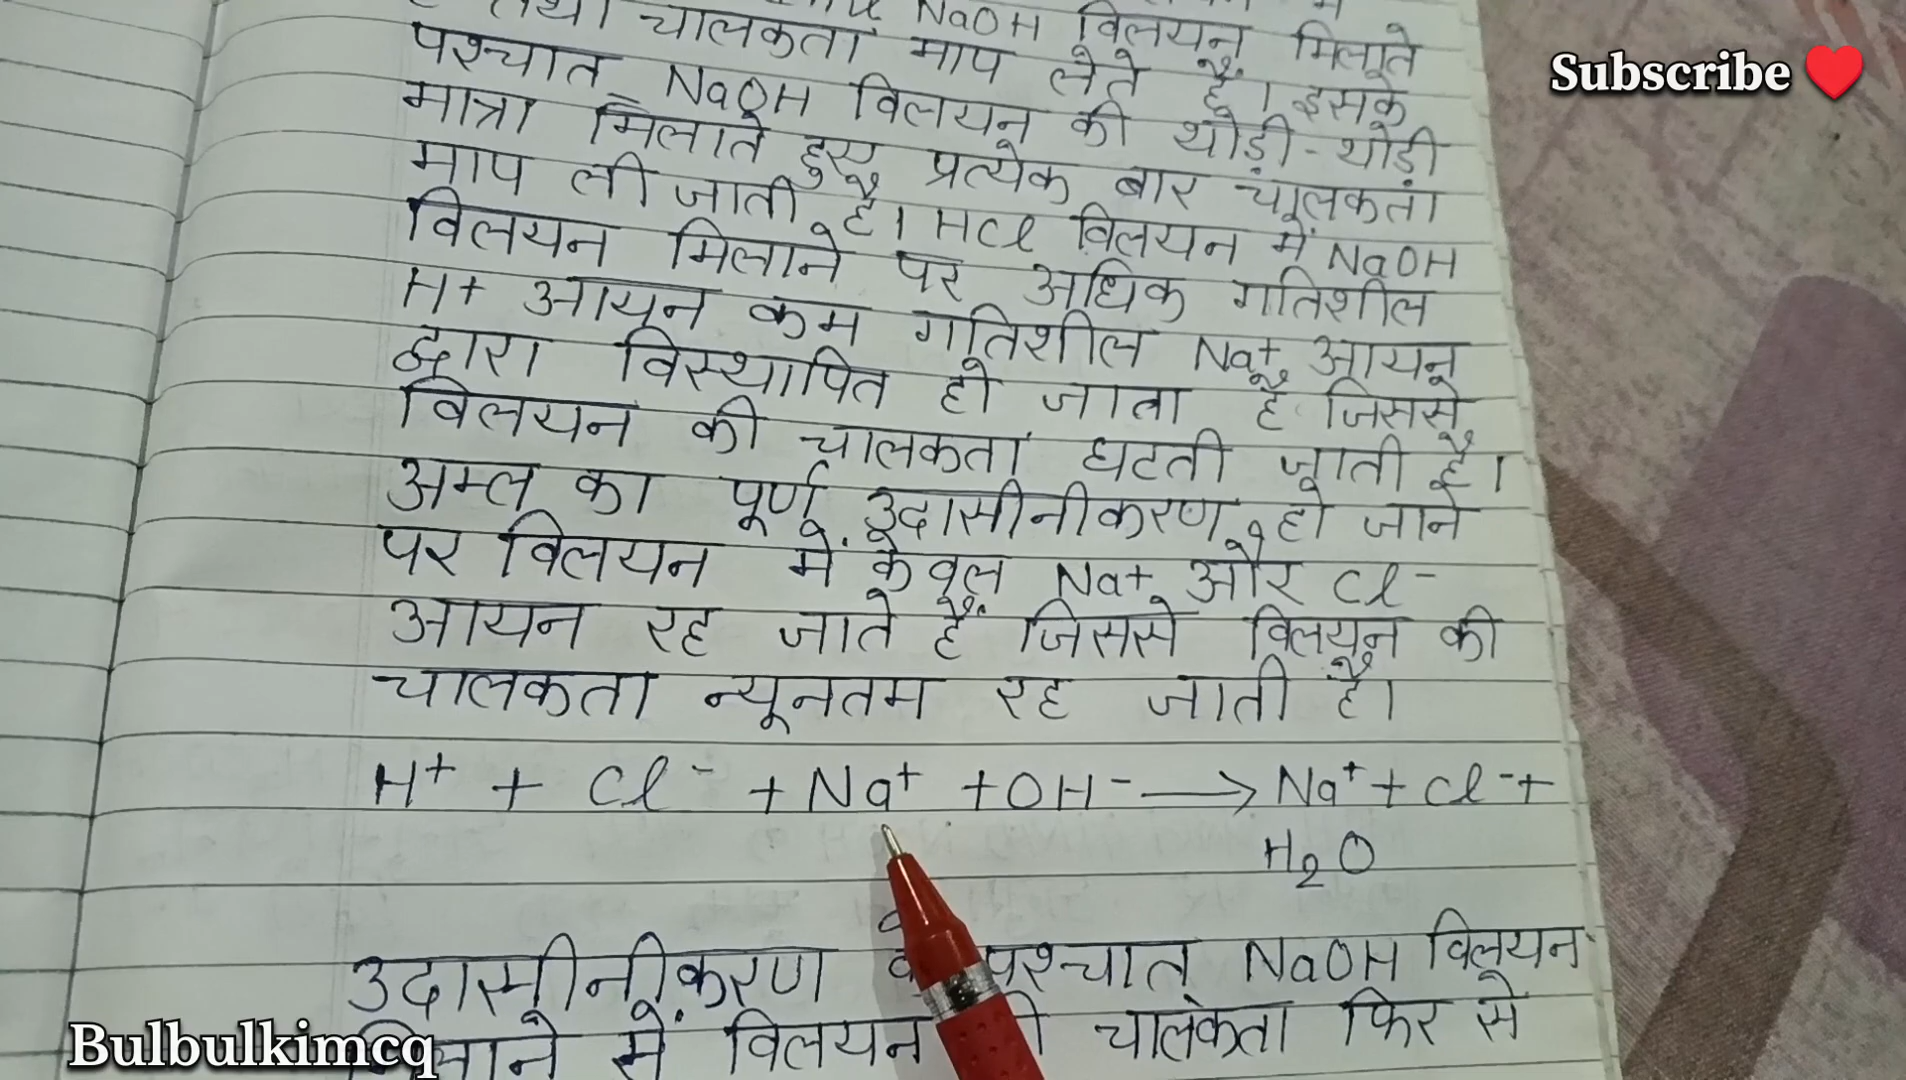 तथा चालकता माप लेते हैं। इसके
NaOH विलयन मिलाते
पश्चात NaOH विलयन की थोड़ी-थोड़ी
मात्रा मिलाते हुए प्रत्येक बार चालकता
माप ली जाती है। HCl विलयन में NaOH
विलयन मिलाने पर अधिक गतिशील
H+ आयन कम गतिशील Na+ आयन
द्वारा विस्थापित हो जाता है जिससे
विलयन की चालकता घटती जाती है।
अम्ल का पूर्ण उदासीनीकरण हो जाने
पर विलयन में केवल Na+ और Cl-
आयन रह जाते हैं जिससे विलयन की
चालकता न्यूनतम रह जाती है।
H+ + Cl- + Na+ + OH- → Na+ + Cl- +
H2O
उदासीनीकरण पश्चात् NaOH विलयन
में विलयन चालकता फिर से
Subscribe ❤️
Bulbulkimcq